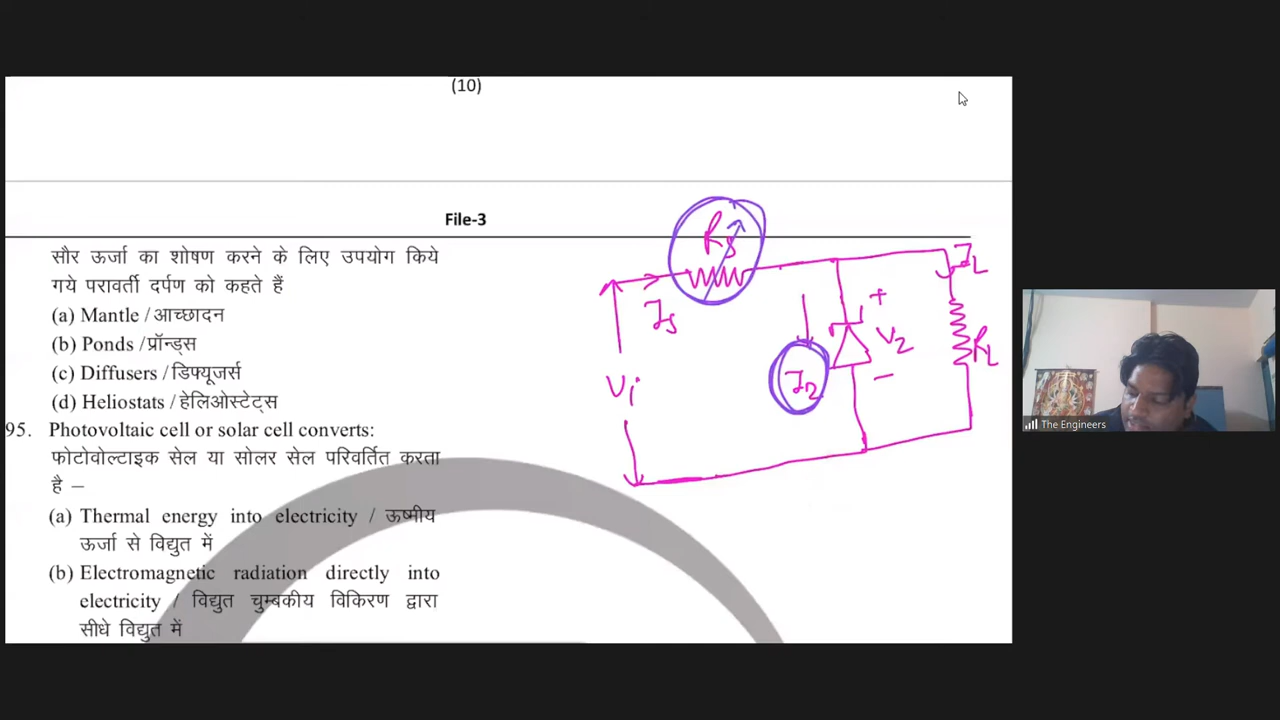 (10)
File-3
सौर ऊर्जा का शोषण करने के लिए उपयोग किये
गये परावर्ती दर्पण को कहते हैं
(a) Mantle / आच्छादन
(b) Ponds / प्रॉन्ड्स
(c) Diffusers / डिफ्यूजर्स
(d) Heliostats / हेलिओस्टेट्स
95. Photovoltaic cell or solar cell converts:
फोटोवोल्टाइक सेल या सोलर सेल परिवर्तित करता
है –
(a) Thermal energy into electricity / ऊष्मीय
ऊर्जा से विद्युत में
(b) Electromagnetic radiation directly into
electricity / विद्युत चुम्बकीय विकिरण द्वारा
सीधे विद्युत में
Rs
Is
Vi
Iz
+
Vz
–
IL
RL
The Engineers